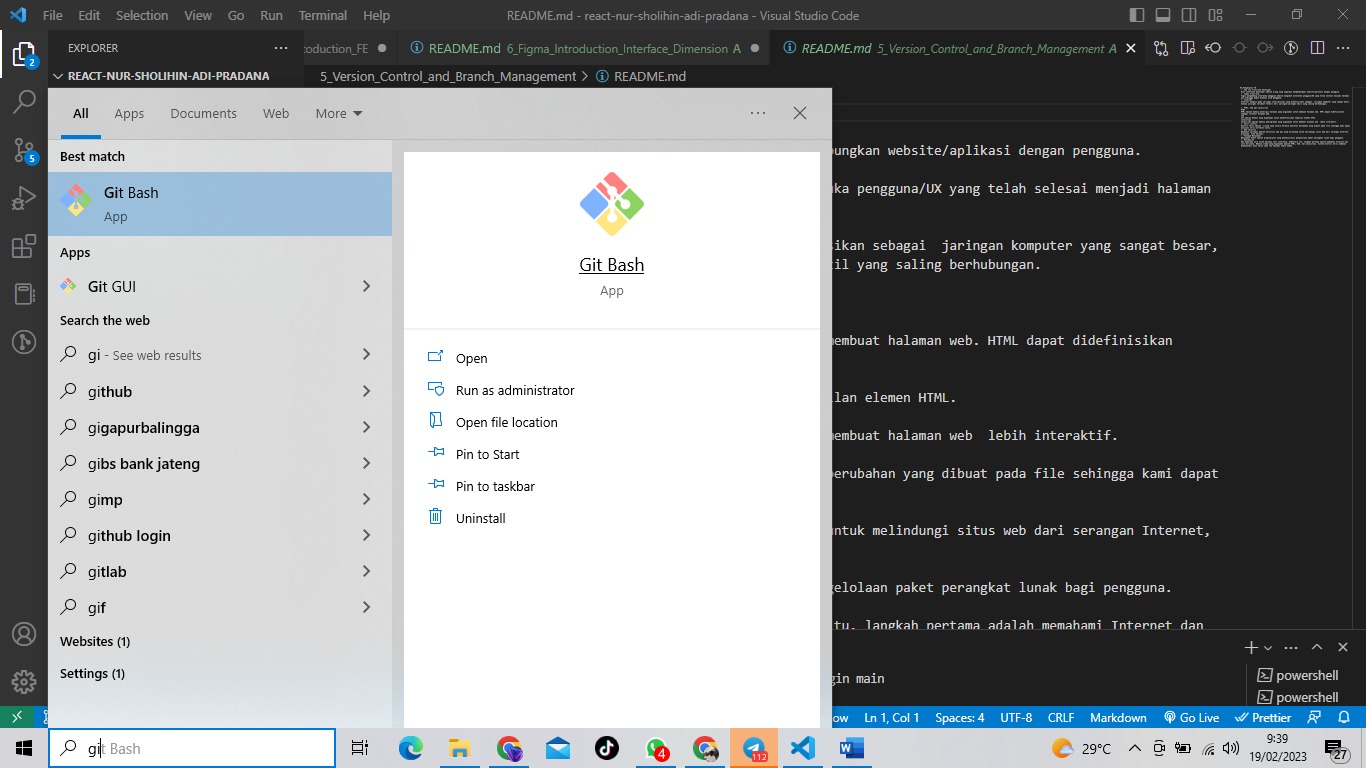 File Edit Selection View Go Run Terminal Help README.md - react-nur-sholihin-adi-pradana - Visual Studio Code
EXPLORER
oduction_FE README.md 6_Figma_Introduction_Interface_Dimension A README.md 5_Version_Control_and_Branch_Management A
REACT-NUR-SHOLIHIN-ADI-PRADANA
5_Version_Control_and_Branch_Management > README.md
2
5
All Apps Documents Web More
Best match
Git Bash
App
Apps
Git GUI
Search the web
gi - See web results
github
gigapurbalingga
gibs bank jateng
gimp
github login
gitlab
gif
Websites (1)
Settings (1)
Git Bash
App
Open
Run as administrator
Open file location
Pin to Start
Pin to taskbar
Uninstall
ungkan website/aplikasi dengan pengguna.
ka pengguna/UX yang telah selesai menjadi halaman
ikan sebagai jaringan komputer yang sangat besar,
il yang saling berhubungan.
embuat halaman web. HTML dapat didefinisikan
lan elemen HTML.
embuat halaman web lebih interaktif.
erubahan yang dibuat pada file sehingga kami dapat
ntuk melindungi situs web dari serangan Internet,
gelolaan paket perangkat lunak bagi pengguna.
tu, langkah pertama adalah memahami Internet dan
gin main
powershell
powershell
ow Ln 1, Col 1 Spaces: 4 UTF-8 CRLF Markdown Go Live Prettier
git Bash
4
112
29°C
9:39
19/02/2023
27